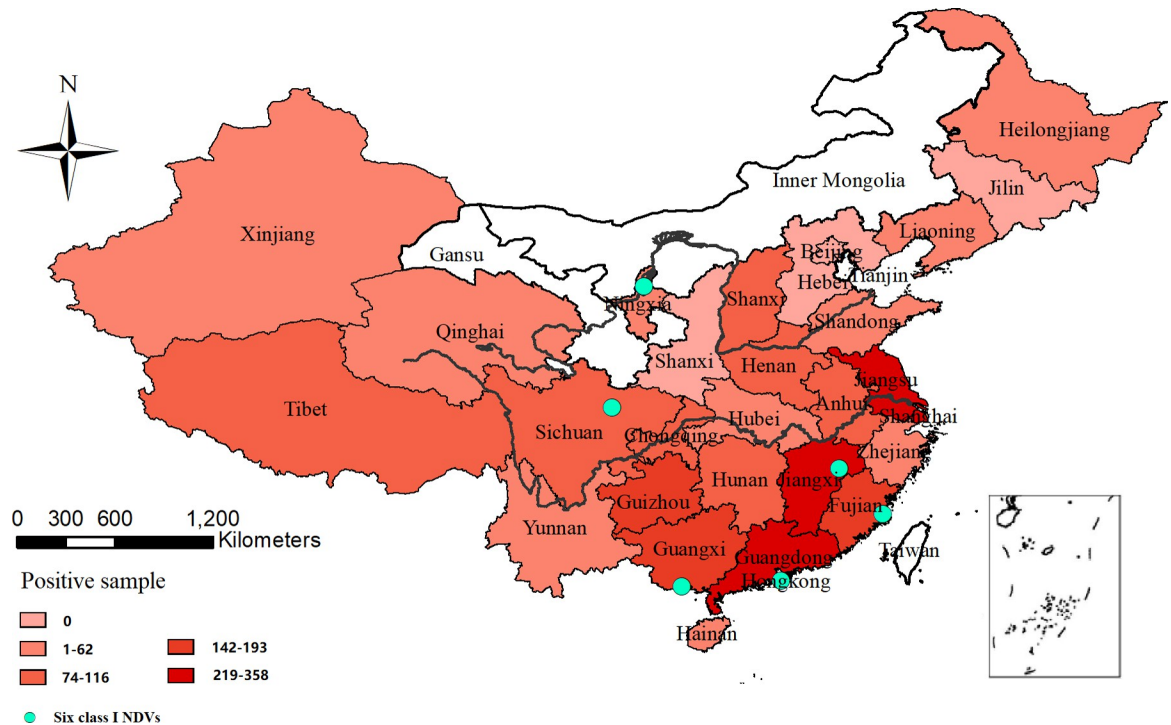 N
Heilongjiang
Inner Mongolia
Jilin
Xinjiang
Liaoning
Gansu
Beijing
Tianjin
Hebei
Shanxi
Ningxia
Shandong
Qinghai
Shanxi
Henan
Jiangsu
Tibet
Anhui
Shanghai
Hubei
Sichuan
Chongqing
Zhejian
Hunan
Jiangxi
Guizhou
Fujian
Yunnan
0 300 600 1,200
Kilometers
Guangxi
Taiwan
Guangdong
Hongkong
Positive sample
Hainan
0
1-62
142-193
74-116
219-358
Six class I NDVs